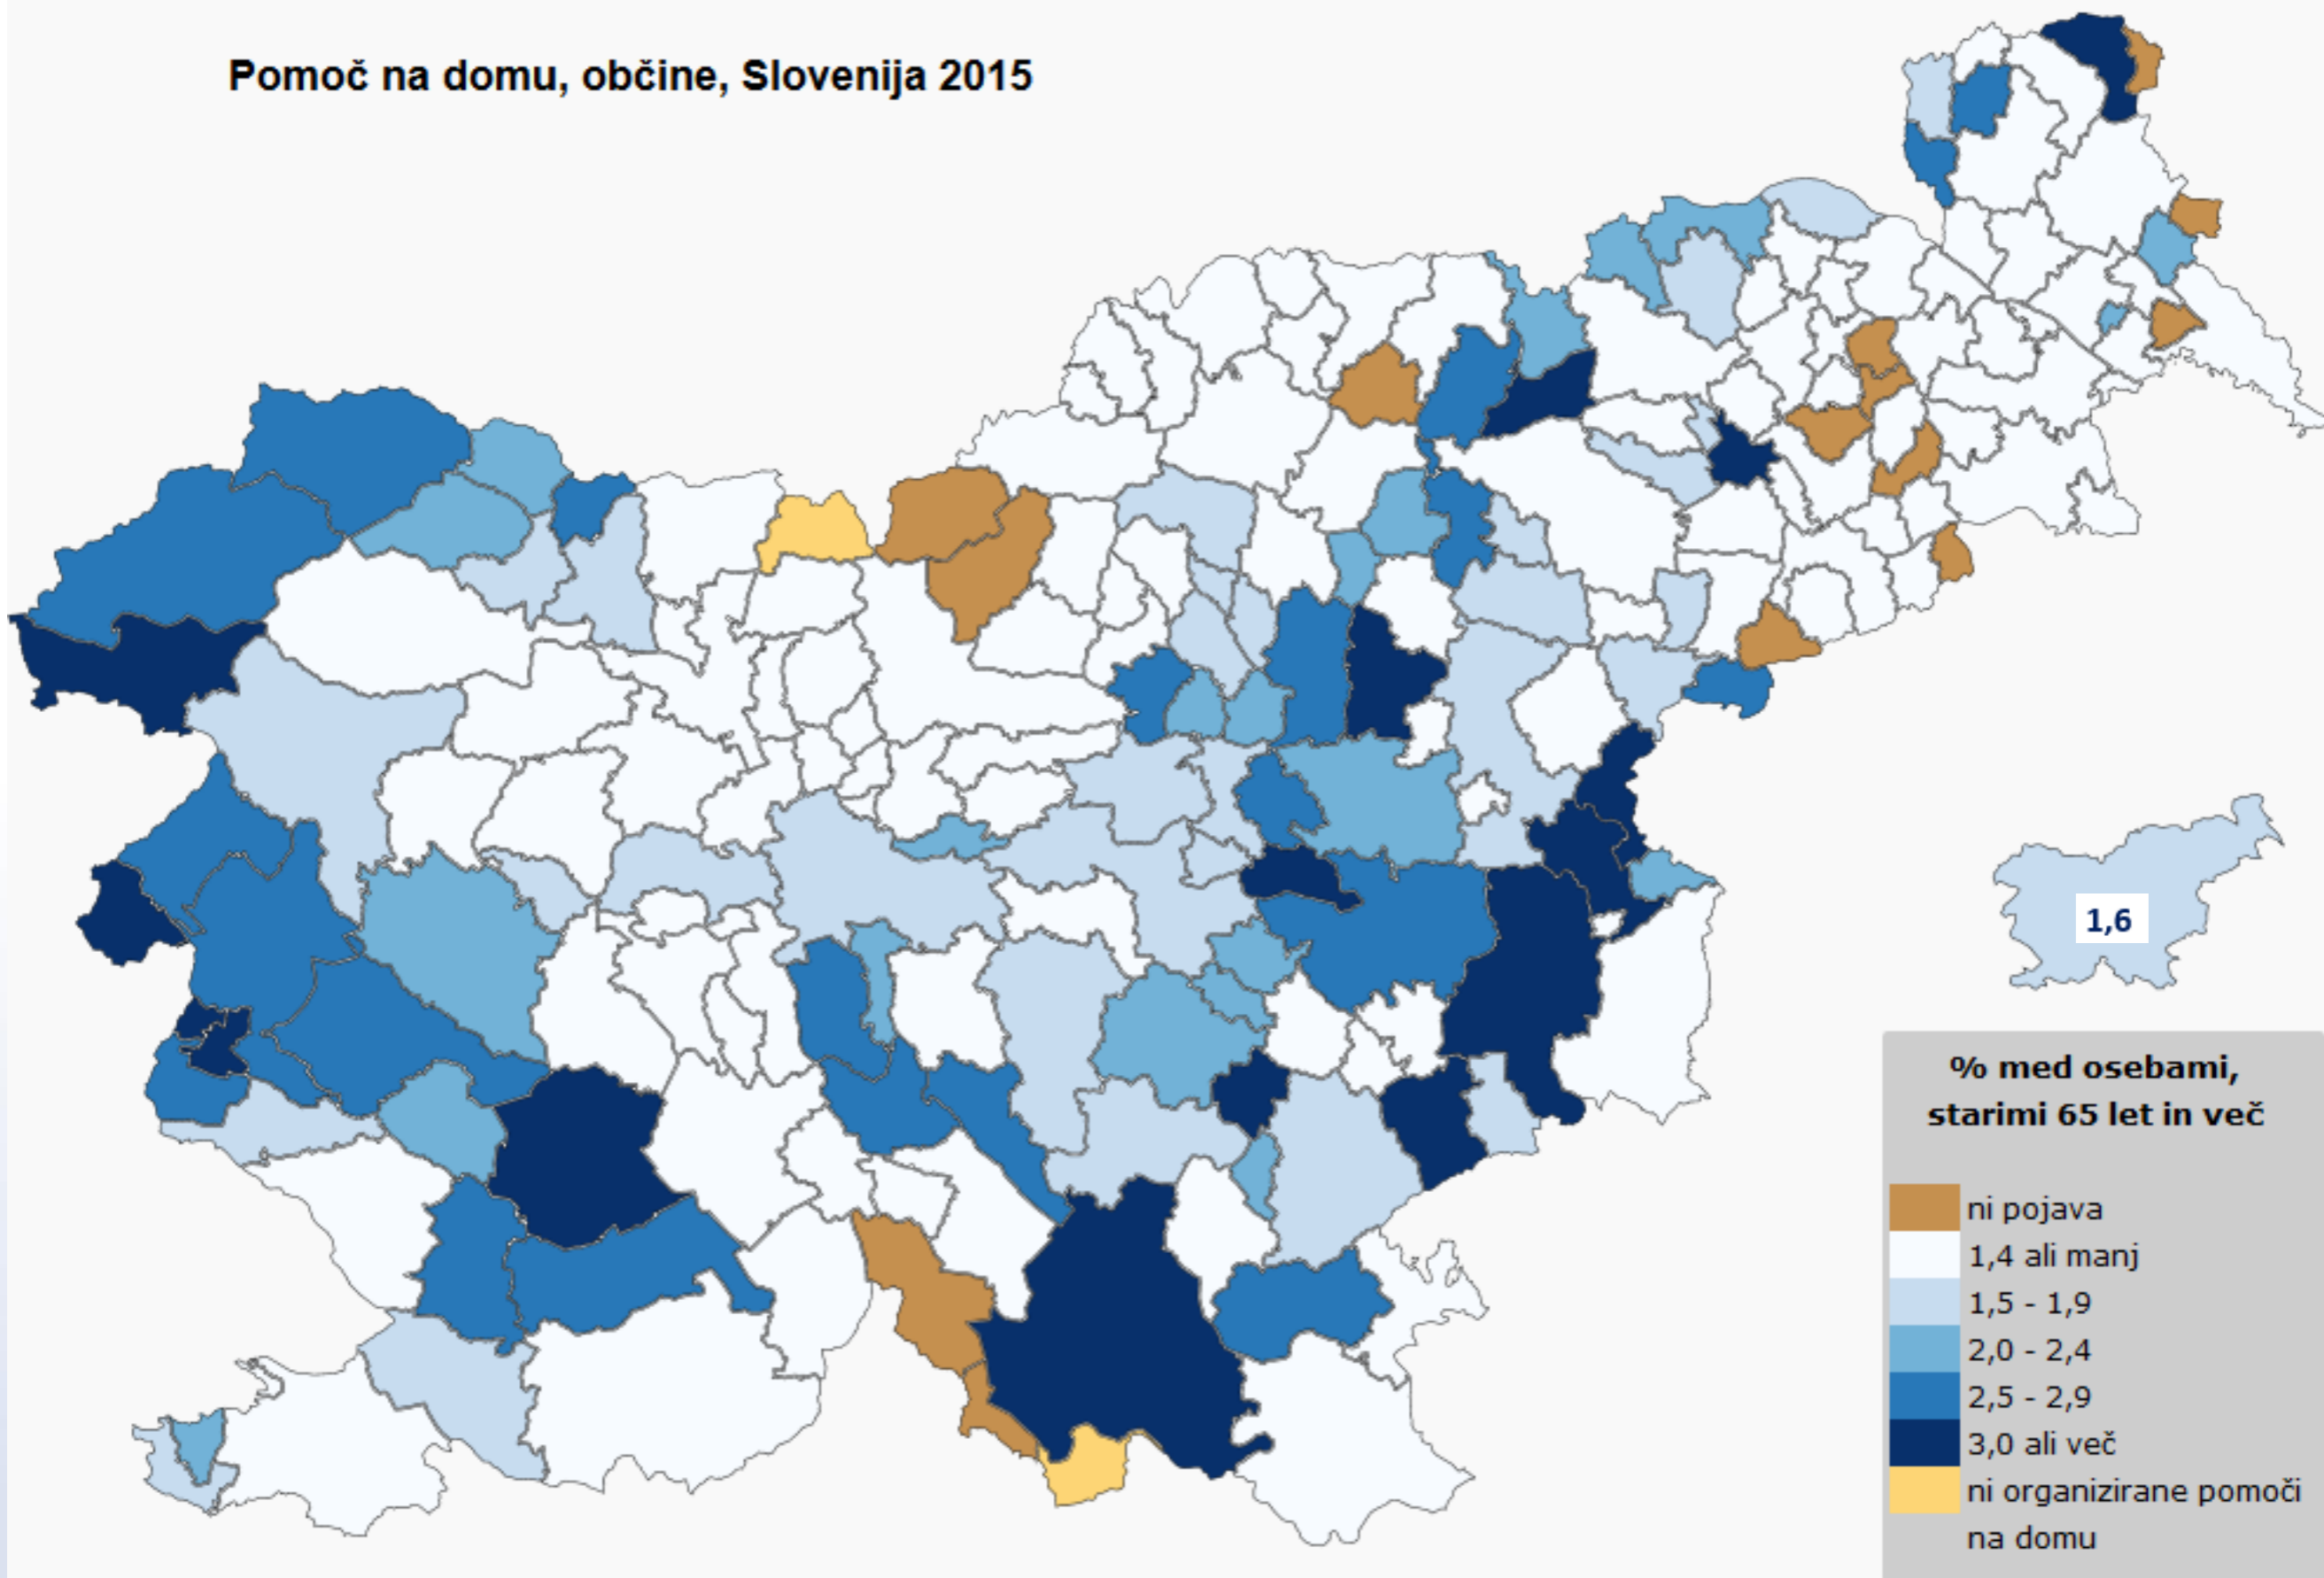 Pomoč na domu, občine, Slovenija 2015
1,6
% med osebami,
starimi 65 let in več
ni pojava
1,4 ali manj
1,5 - 1,9
2,0 - 2,4
2,5 - 2,9
3,0 ali več
ni organizirane pomoči
na domu